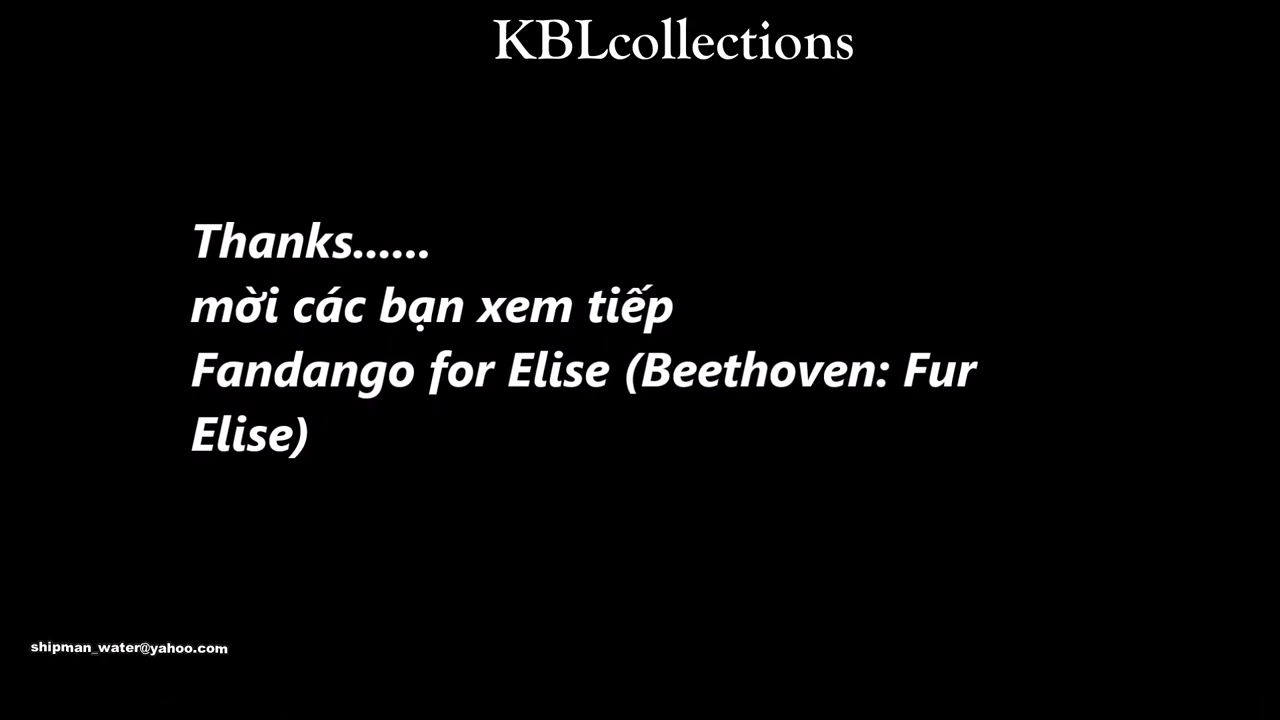 KBLcollections
Thanks......
mời các bạn xem tiếp
Fandango for Elise (Beethoven: Fur
Elise)
shipman_water@yahoo.com